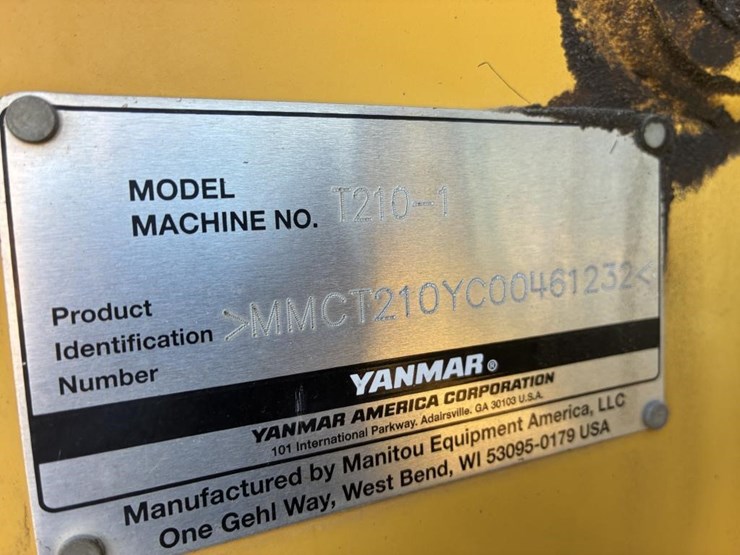 MODEL
MACHINE NO. T210-1
Product
Identification
Number
>MMCT210YC00461232<
YANMAR®
YANMAR AMERICA CORPORATION
101 International Parkway. Adairsville. GA 30103 U.S.A.
Manufactured by Manitou Equipment America, LLC
One Gehl Way, West Bend, WI 53095-0179 USA